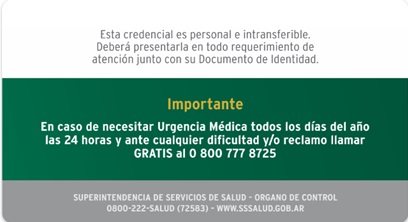 Esta credencial es personal e intransferible.
Deberá presentarla en todo requerimiento de
atención junto con su Documento de Identidad.
Importante
En caso de necesitar Urgencia Médica todos los días del año
las 24 horas y ante cualquier dificultad y/o reclamo llamar
GRATIS al 0 800 777 8725
SUPERINTENDENCIA DE SERVICIOS DE SALUD - ORGANO DE CONTROL
0800-222-SALUD (72583) - WWW.SSSALUD.GOB.AR